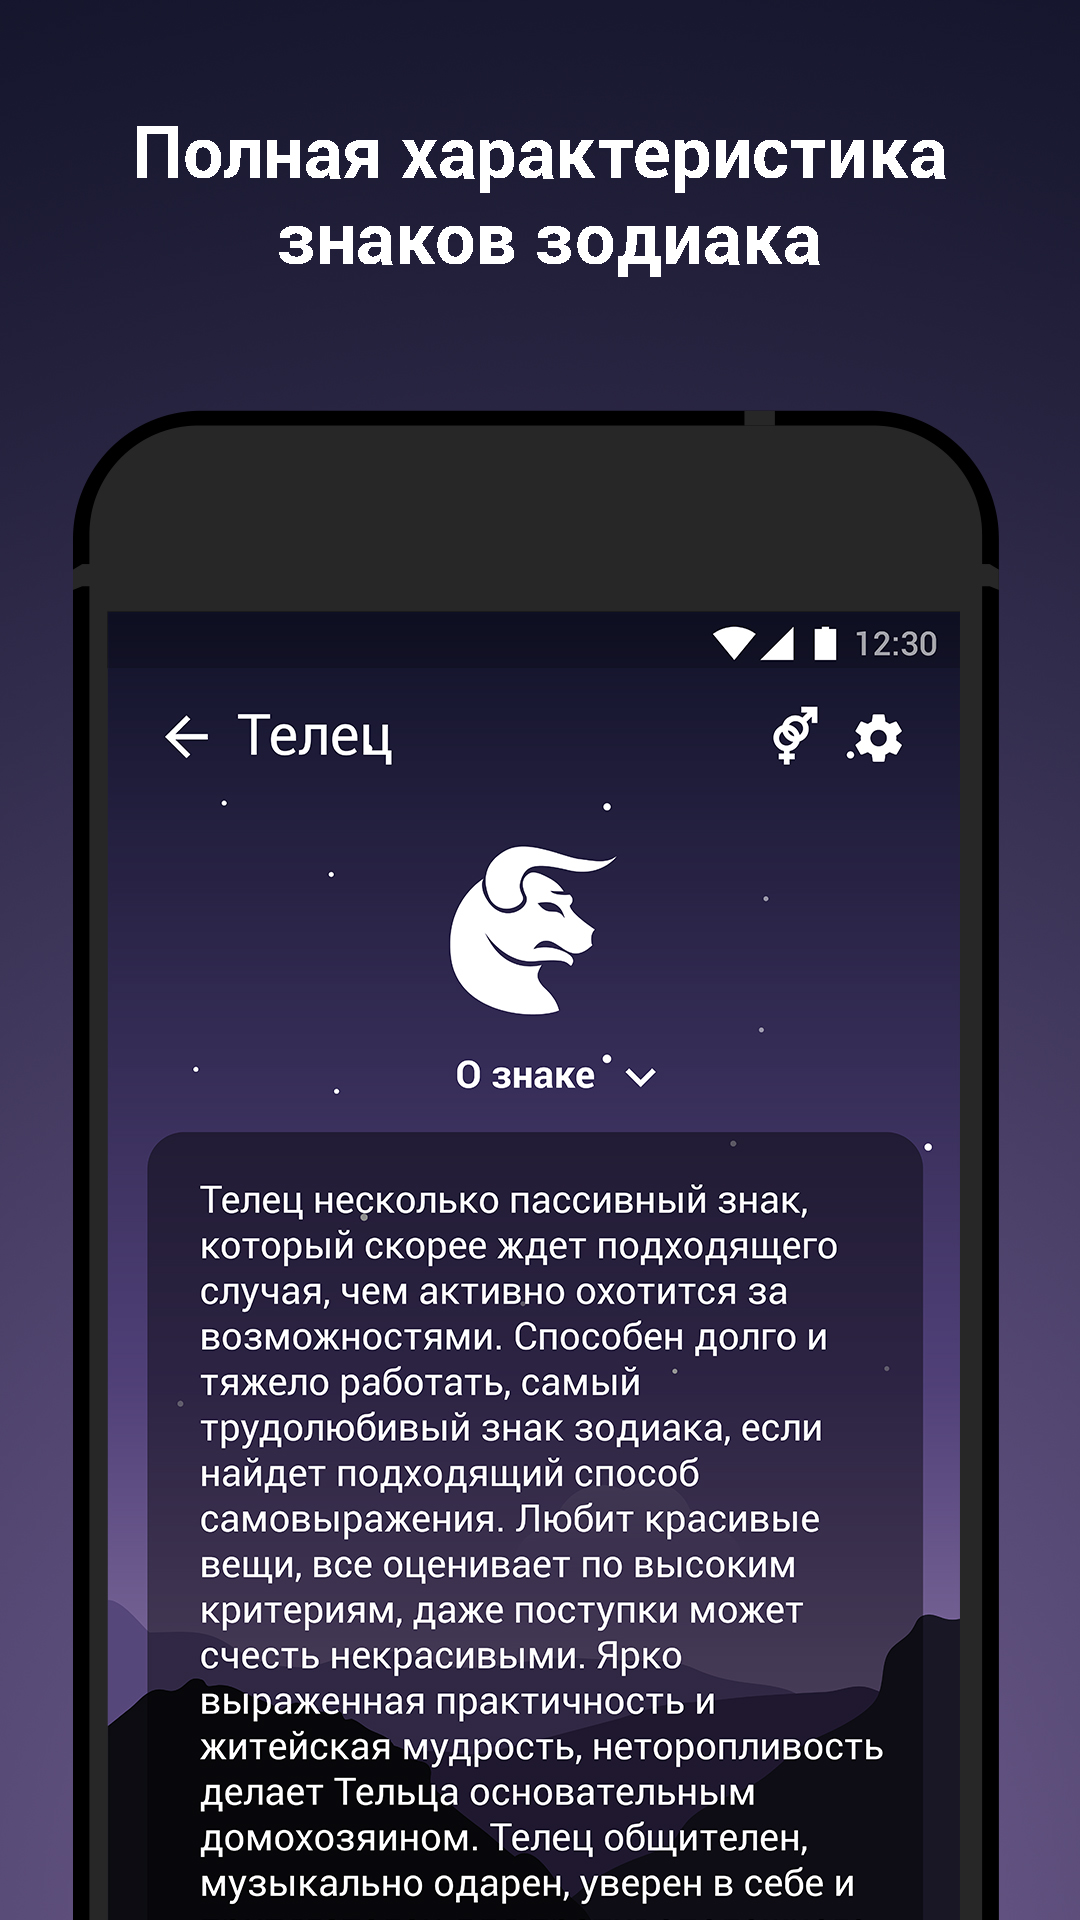 Полная характеристика
знаков зодиака
12:30
Телец
О знаке
Телец несколько пассивный знак,
который скорее ждет подходящего
случая, чем активно охотится за
возможностями. Способен долго и
тяжело работать, самый
трудолюбивый знак зодиака, если
найдет подходящий способ
самовыражения. Любит красивые
вещи, все оценивает по высоким
критериям, даже поступки может
счесть некрасивыми. Ярко
выраженная практичность и
житейская мудрость, неторопливость
делает Тельца основательным
домохозяином. Телец общителен,
музыкально одарен, уверен в себе и